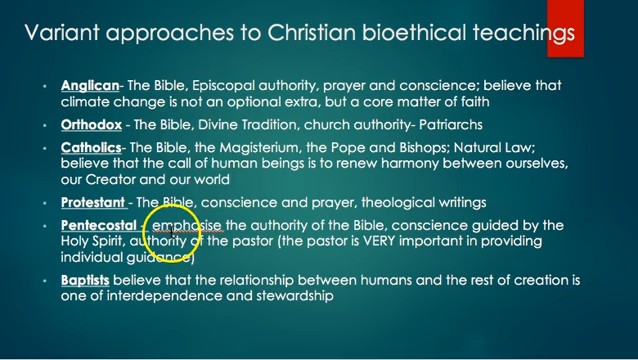 Variant approaches to Christian bioethical teachings
• Anglican- The Bible, Episcopal authority, prayer and conscience; believe that
climate change is not an optional extra, but a core matter of faith
• Orthodox - The Bible, Divine Tradition, church authority- Patriarchs
• Catholics- The Bible, the Magisterium, the Pope and Bishops; Natural Law;
believe that the call of human beings is to renew harmony between ourselves,
our Creator and our world
• Protestant - The Bible, conscience and prayer, theological writings
• Pentecostal - emphasise the authority of the Bible, conscience guided by the
Holy Spirit, authority of the pastor (the pastor is VERY important in providing
individual guidance)
• Baptists believe that the relationship between humans and the rest of creation is
one of interdependence and stewardship